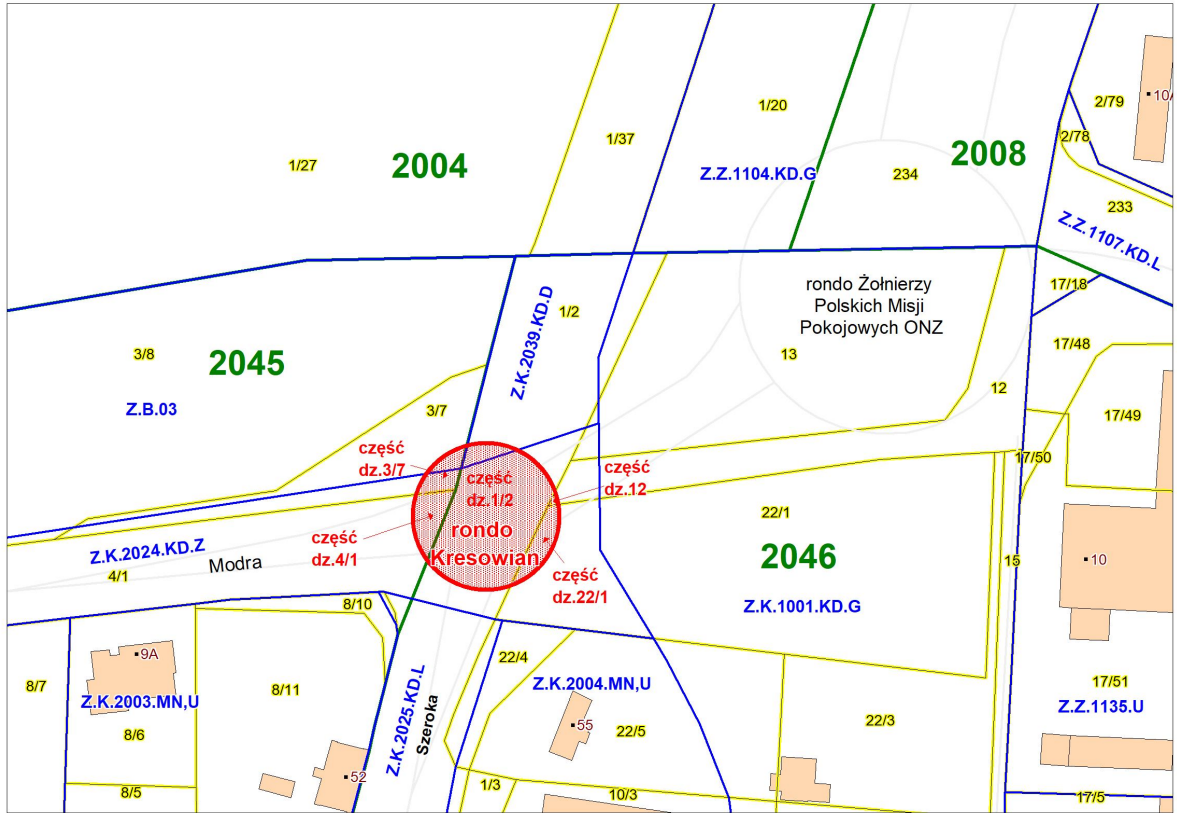 1/27
2004
1/37
1/20
Z.Z.1104.KD.G
234
2008
2/79
2/78
233
Z.Z.1107.KD.L
3/8
2045
Z.B.03
3/7
1/2
Z.K.2039.KD.D
rondo Żołnierzy
Polskich Misji
Pokojowych ONZ
13
12
17/18
17/48
17/49
17/50
część
dz.3/7
część
dz.1/2
część
dz.12
rondo
Kresowian
część
dz.4/1
część
dz.22/1
22/1
2046
Z.K.1001.KD.G
15
10
Z.K.2024.KD.Z
Modra
4/1
8/10
9A
8/7
Z.K.2003.MN,U
8/6
8/11
8/5
52
Z.K.2025.KD.L
Szeroka
22/4
Z.K.2004.MN,U
55
22/5
22/3
1/3
10/3
17/51
Z.Z.1135.U
17/5